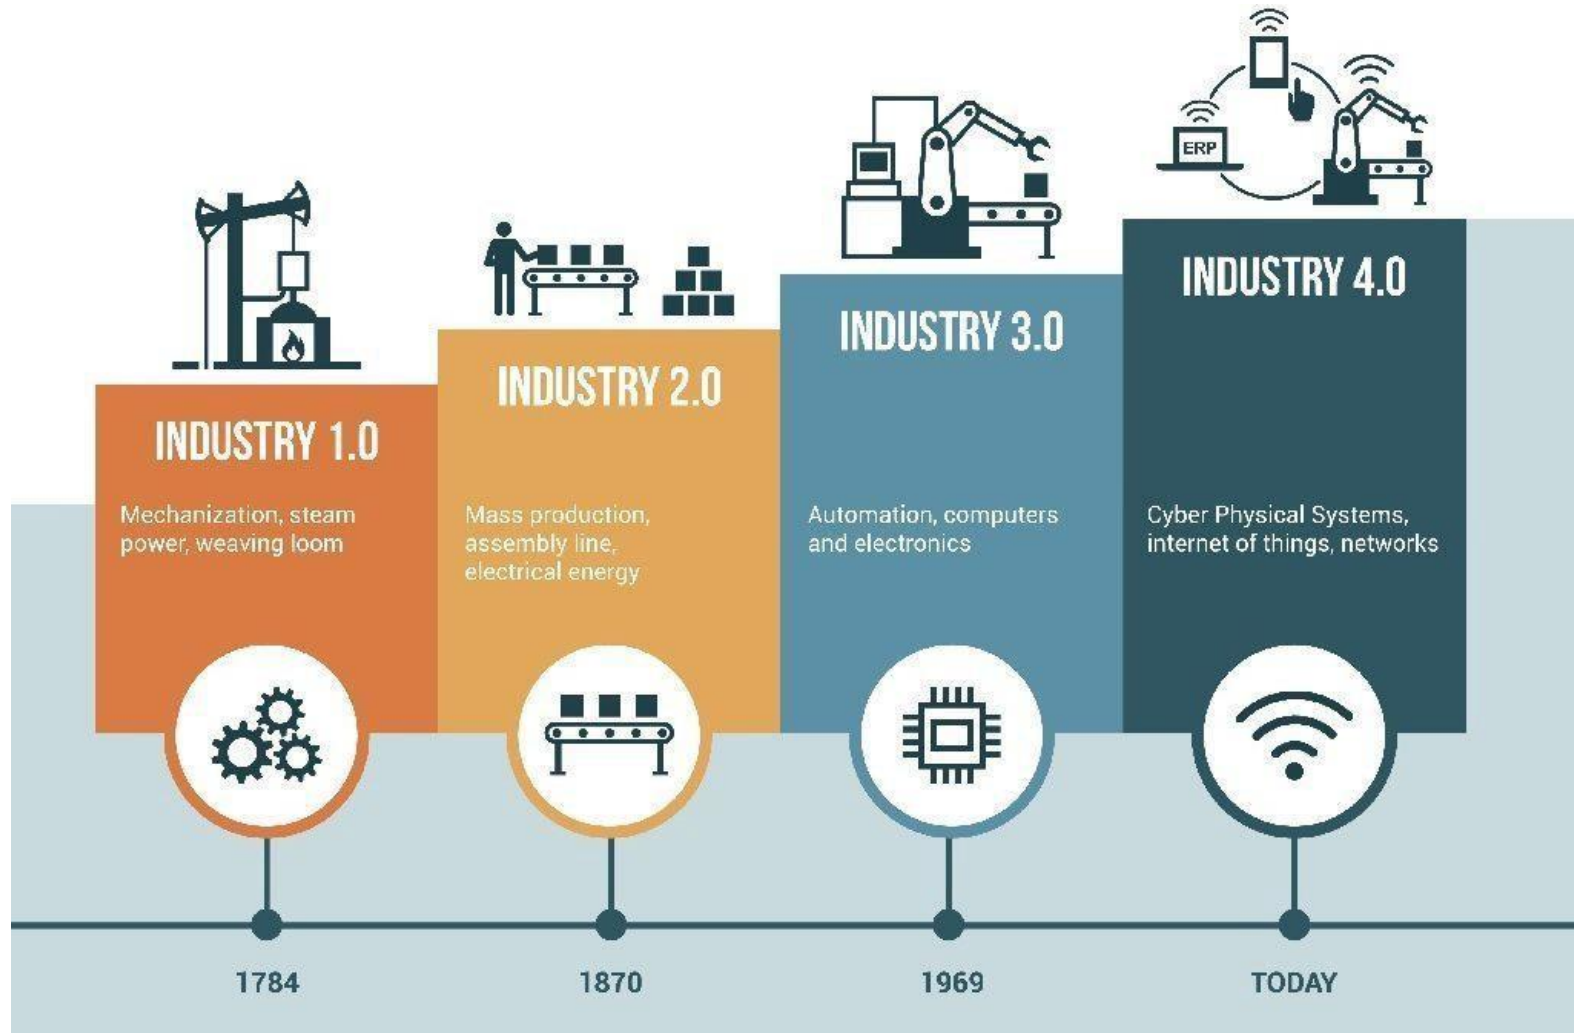 ERP
INDUSTRY 1.0
Mechanization, steam
power, weaving loom
INDUSTRY 2.0
Mass production,
assembly line,
electrical energy
INDUSTRY 3.0
Automation, computers
and electronics
INDUSTRY 4.0
Cyber Physical Systems,
internet of things, networks
1784
1870
1969
TODAY